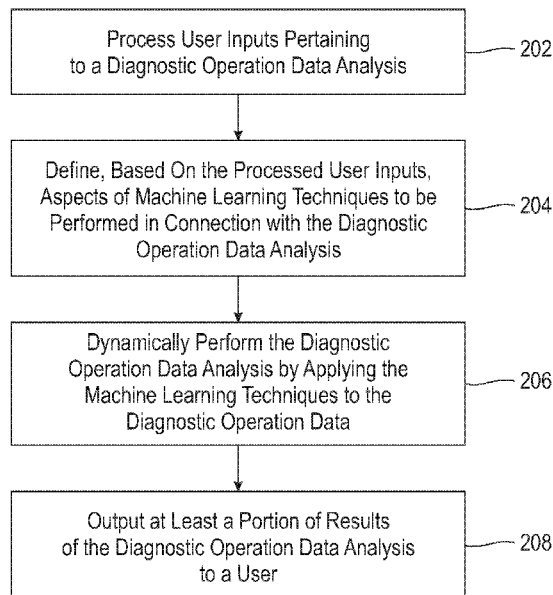 Process User Inputs Pertaining
to a Diagnostic Operation Data Analysis
202
Define, Based On the Processed User Inputs,
Aspects of Machine Learning Techniques to be
Performed in Connection with the Diagnostic
Operation Data Analysis
204
Dynamically Perform the Diagnostic
Operation Data Analysis by Applying the
Machine Learning Techniques to the
Diagnostic Operation Data
206
Output at Least a Portion of Results
of the Diagnostic Operation Data Analysis
to a User
208